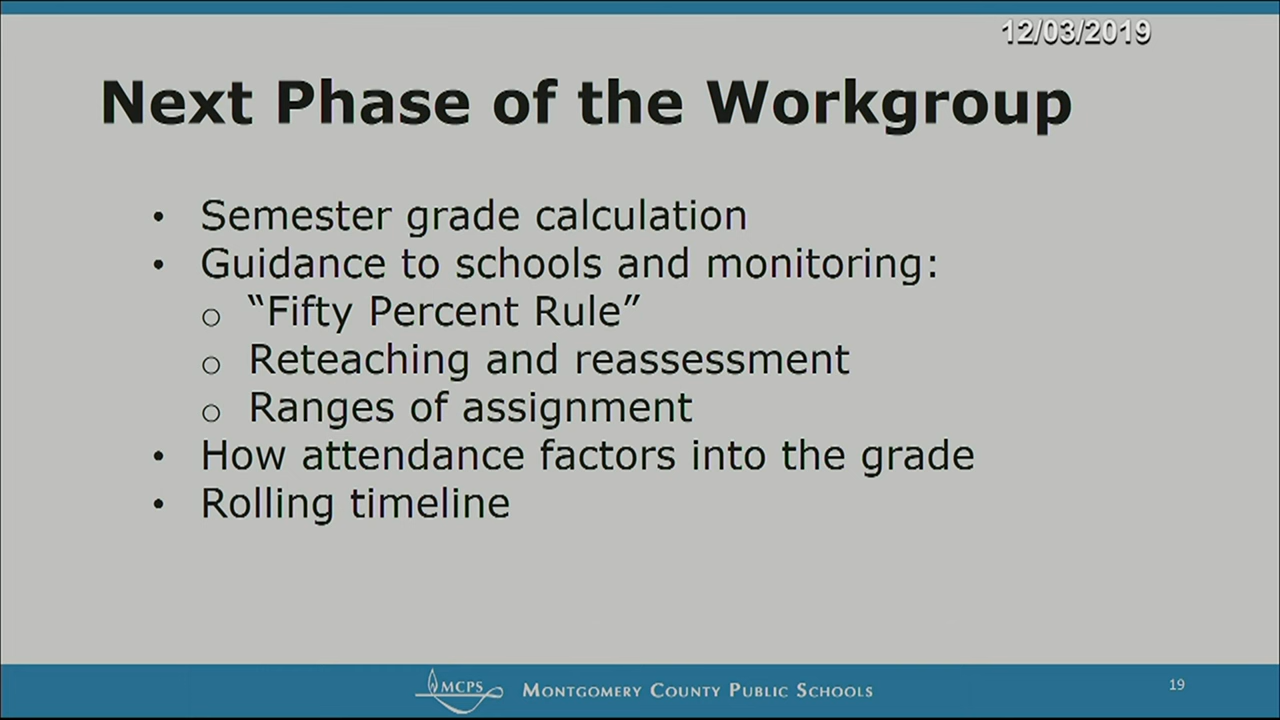 12/03/2019
Next Phase of the Workgroup
• Semester grade calculation
• Guidance to schools and monitoring:
o “Fifty Percent Rule”
o Reteaching and reassessment
o Ranges of assignment
• How attendance factors into the grade
• Rolling timeline
MCPS MONTGOMERY COUNTY PUBLIC SCHOOLS
19